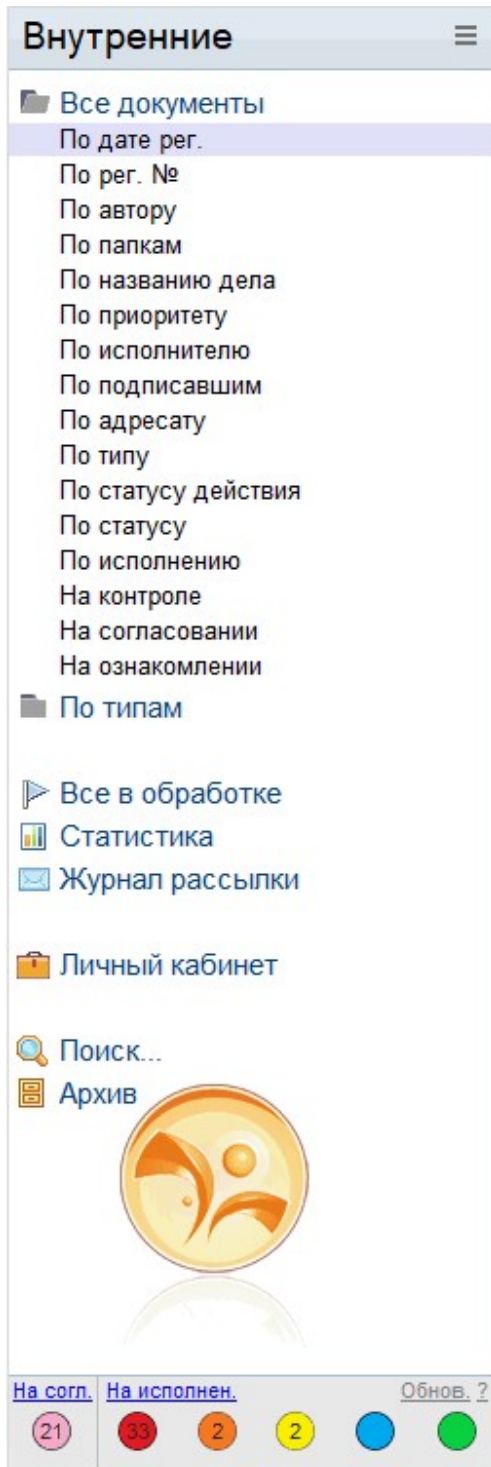 Внутренние
Все документы
По дате рег.
По рег. №
По автору
По папкам
По названию дела
По приоритету
По исполнителю
По подписавшим
По адресату
По типу
По статусу действия
По статусу
По исполнению
На контроле
На согласовании
На ознакомлении
По типам
Все в обработке
Статистика
Журнал рассылки
Личный кабинет
Поиск...
Архив
На согл. На исполнен. Обнов. ?
21 33 2 2